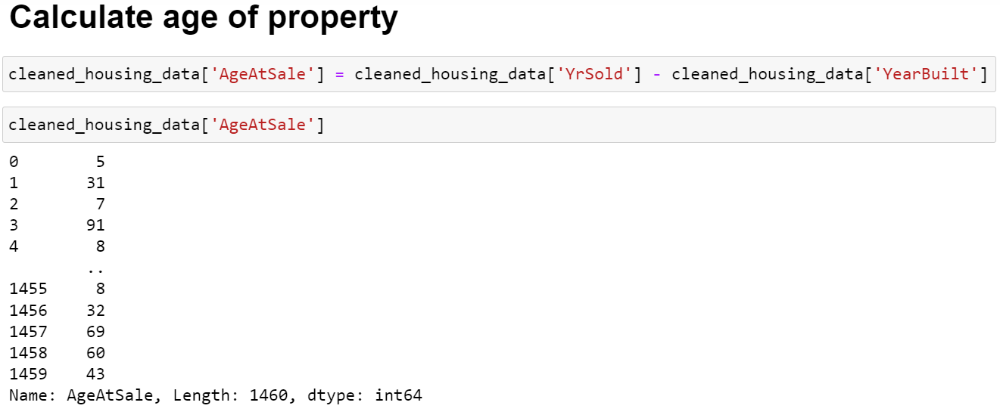 Calculate age of property
cleaned_housing_data['AgeAtSale'] = cleaned_housing_data['YrSold'] - cleaned_housing_data['YearBuilt']
cleaned_housing_data['AgeAtSale']
0        5
1       31
2        7
3       91
4        8
        ..
1455     8
1456    32
1457    69
1458    60
1459    43
Name: AgeAtSale, Length: 1460, dtype: int64